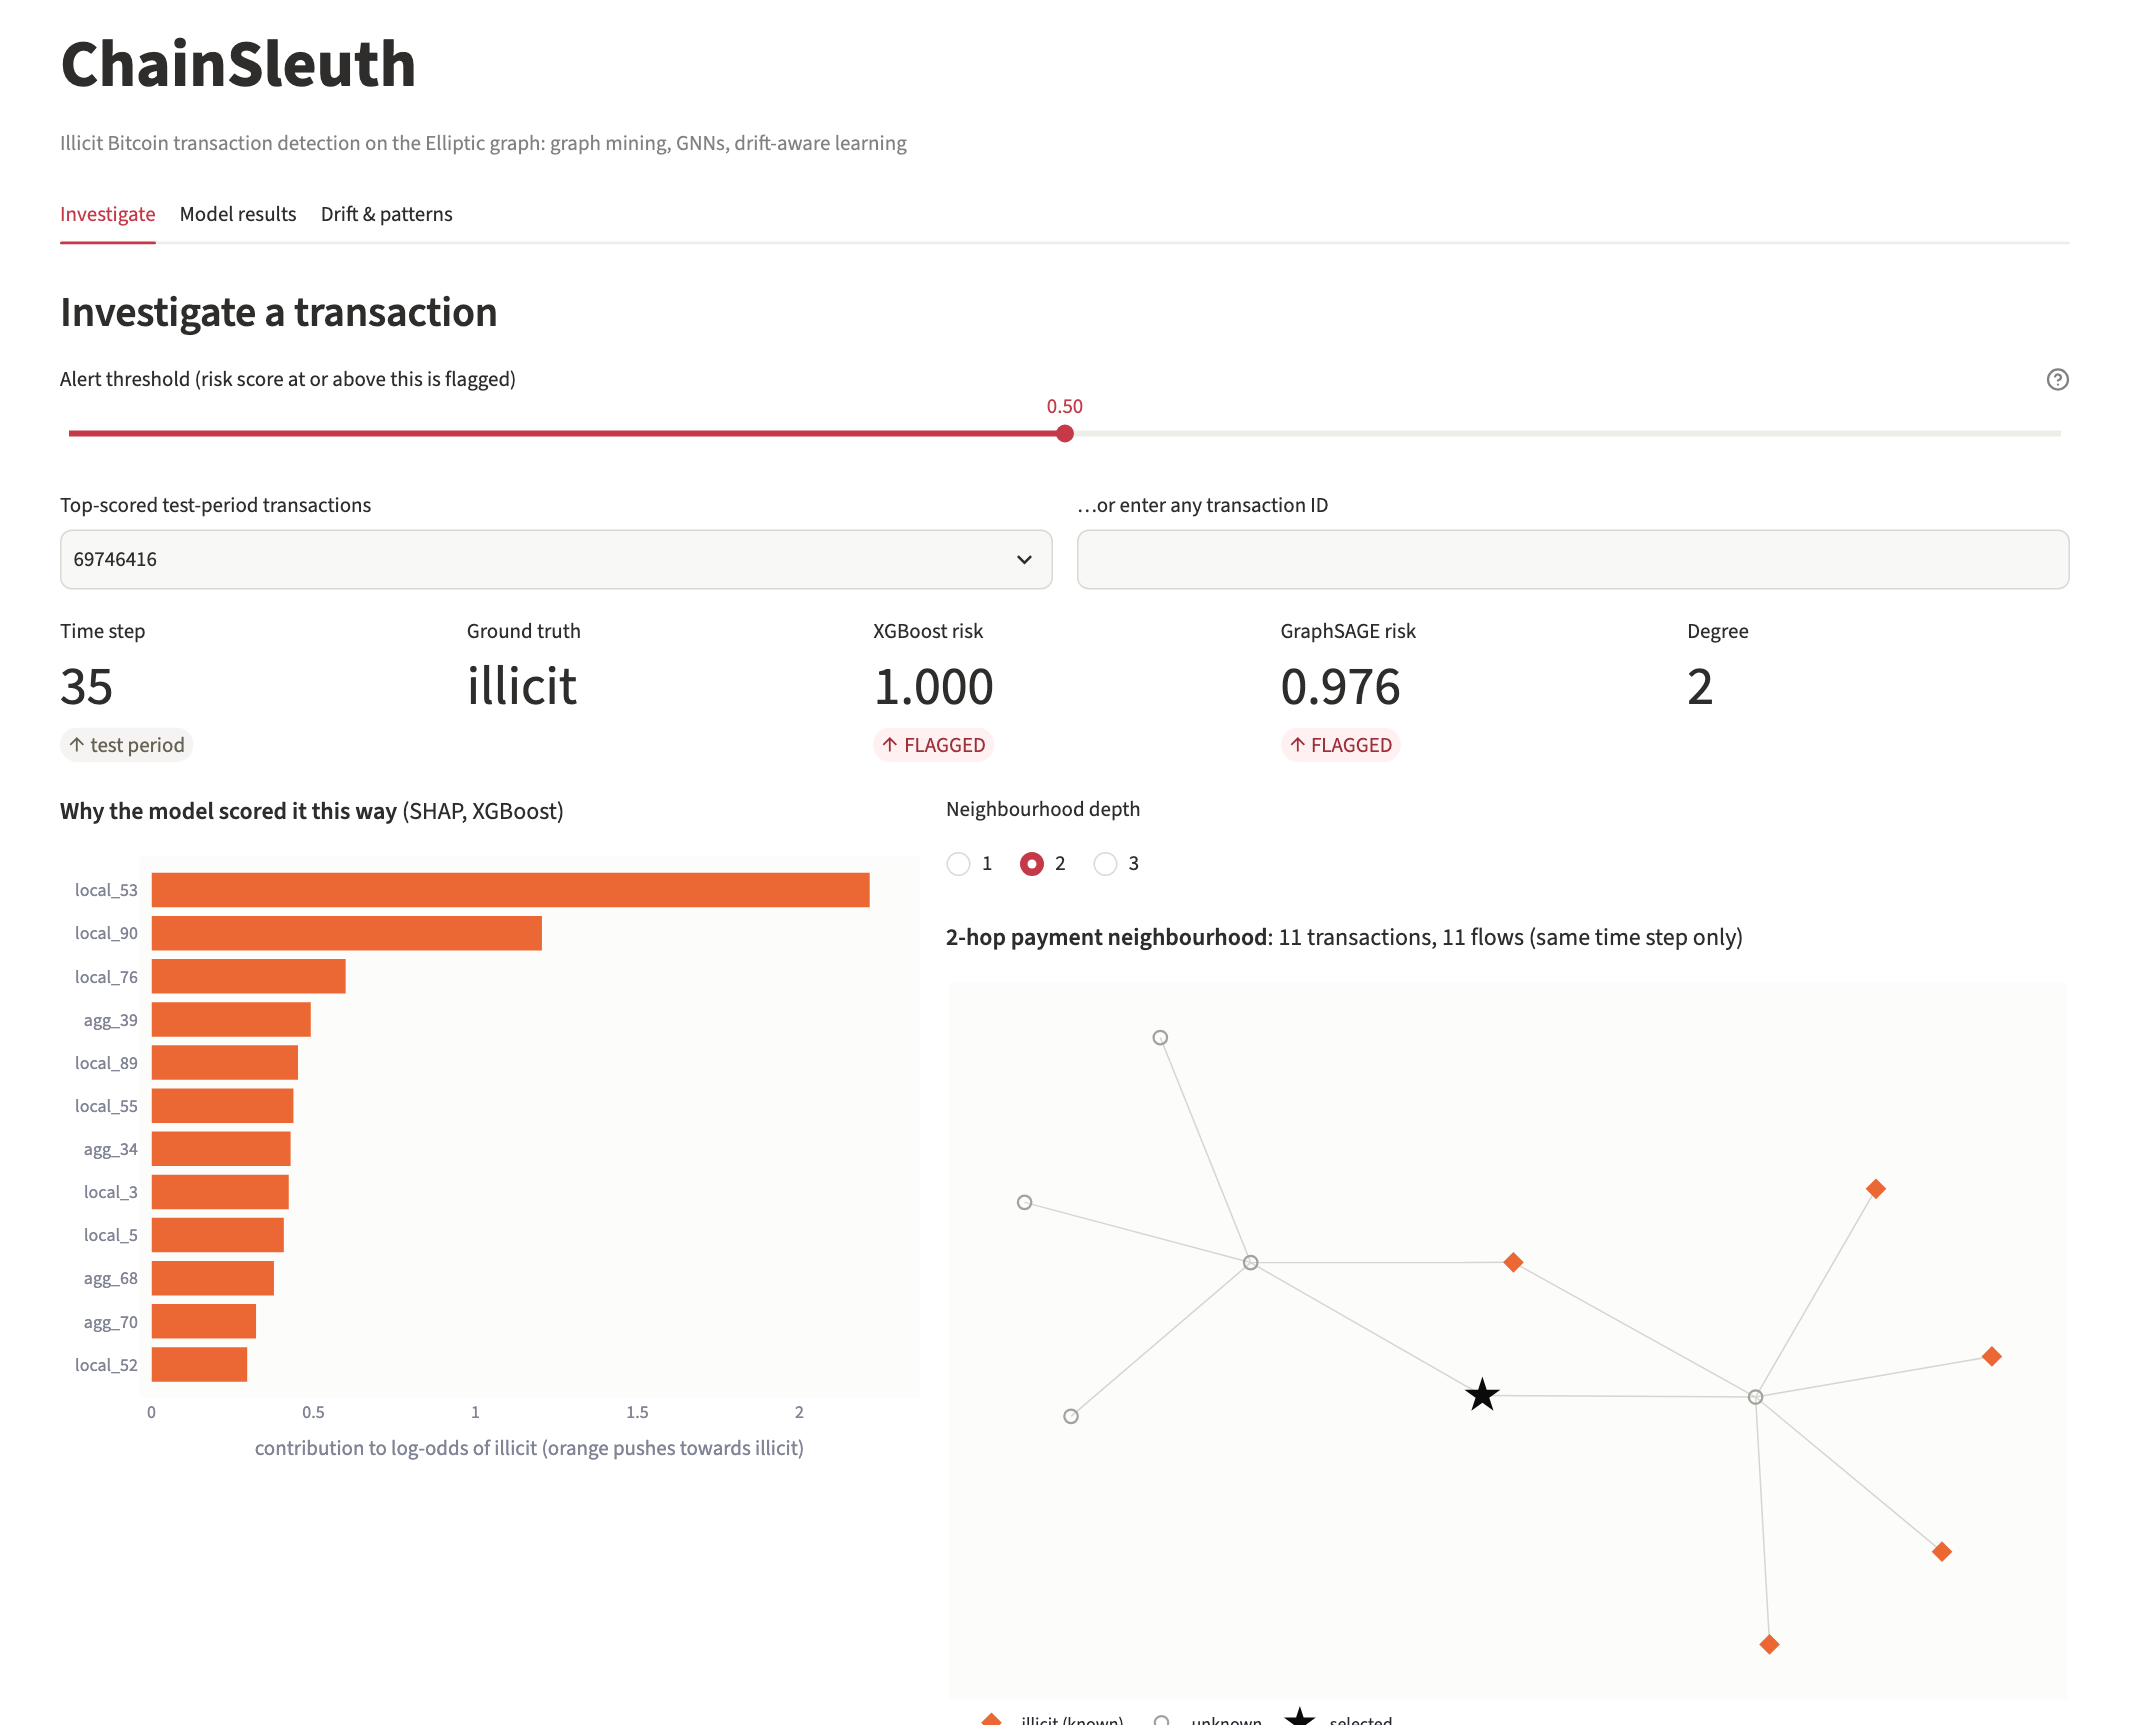 ChainSleuth
Illicit Bitcoin transaction detection on the Elliptic graph: graph mining, GNNs, drift-aware learning
Investigate Model results Drift & patterns
Investigate a transaction
Alert threshold (risk score at or above this is flagged)
0.50
Top-scored test-period transactions
…or enter any transaction ID
69746416
Time step
Ground truth
XGBoost risk
GraphSAGE risk
Degree
35
illicit
1.000
0.976
2
↑ test period
↑ FLAGGED
↑ FLAGGED
Why the model scored it this way (SHAP, XGBoost)
local_53
local_90
local_76
agg_39
local_89
local_55
agg_34
local_3
local_5
agg_68
agg_70
local_52
0 0.5 1 1.5 2
contribution to log-odds of illicit (orange pushes towards illicit)
Neighbourhood depth
1 2 3
2-hop payment neighbourhood: 11 transactions, 11 flows (same time step only)
illicit (known) unknown selected